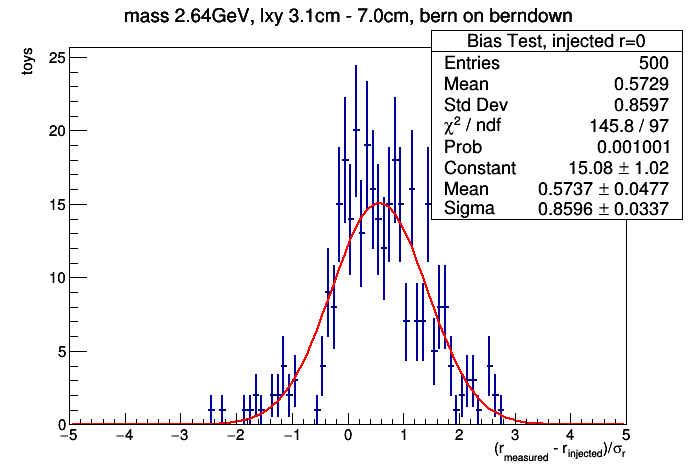 mass 2.64GeV, lxy 3.1cm - 7.0cm, bern on berndown
Bias Test, injected r=0
Entries 500
Mean 0.5729
Std Dev 0.8597
χ² / ndf 145.8 / 97
Prob 0.001001
Constant 15.08 ± 1.02
Mean 0.5737 ± 0.0477
Sigma 0.8596 ± 0.0337
toys
25
20
15
10
5
0
−5 −4 −3 −2 −1 0 1 2 3 4 5
(r_measured - r_injected)/σ_r